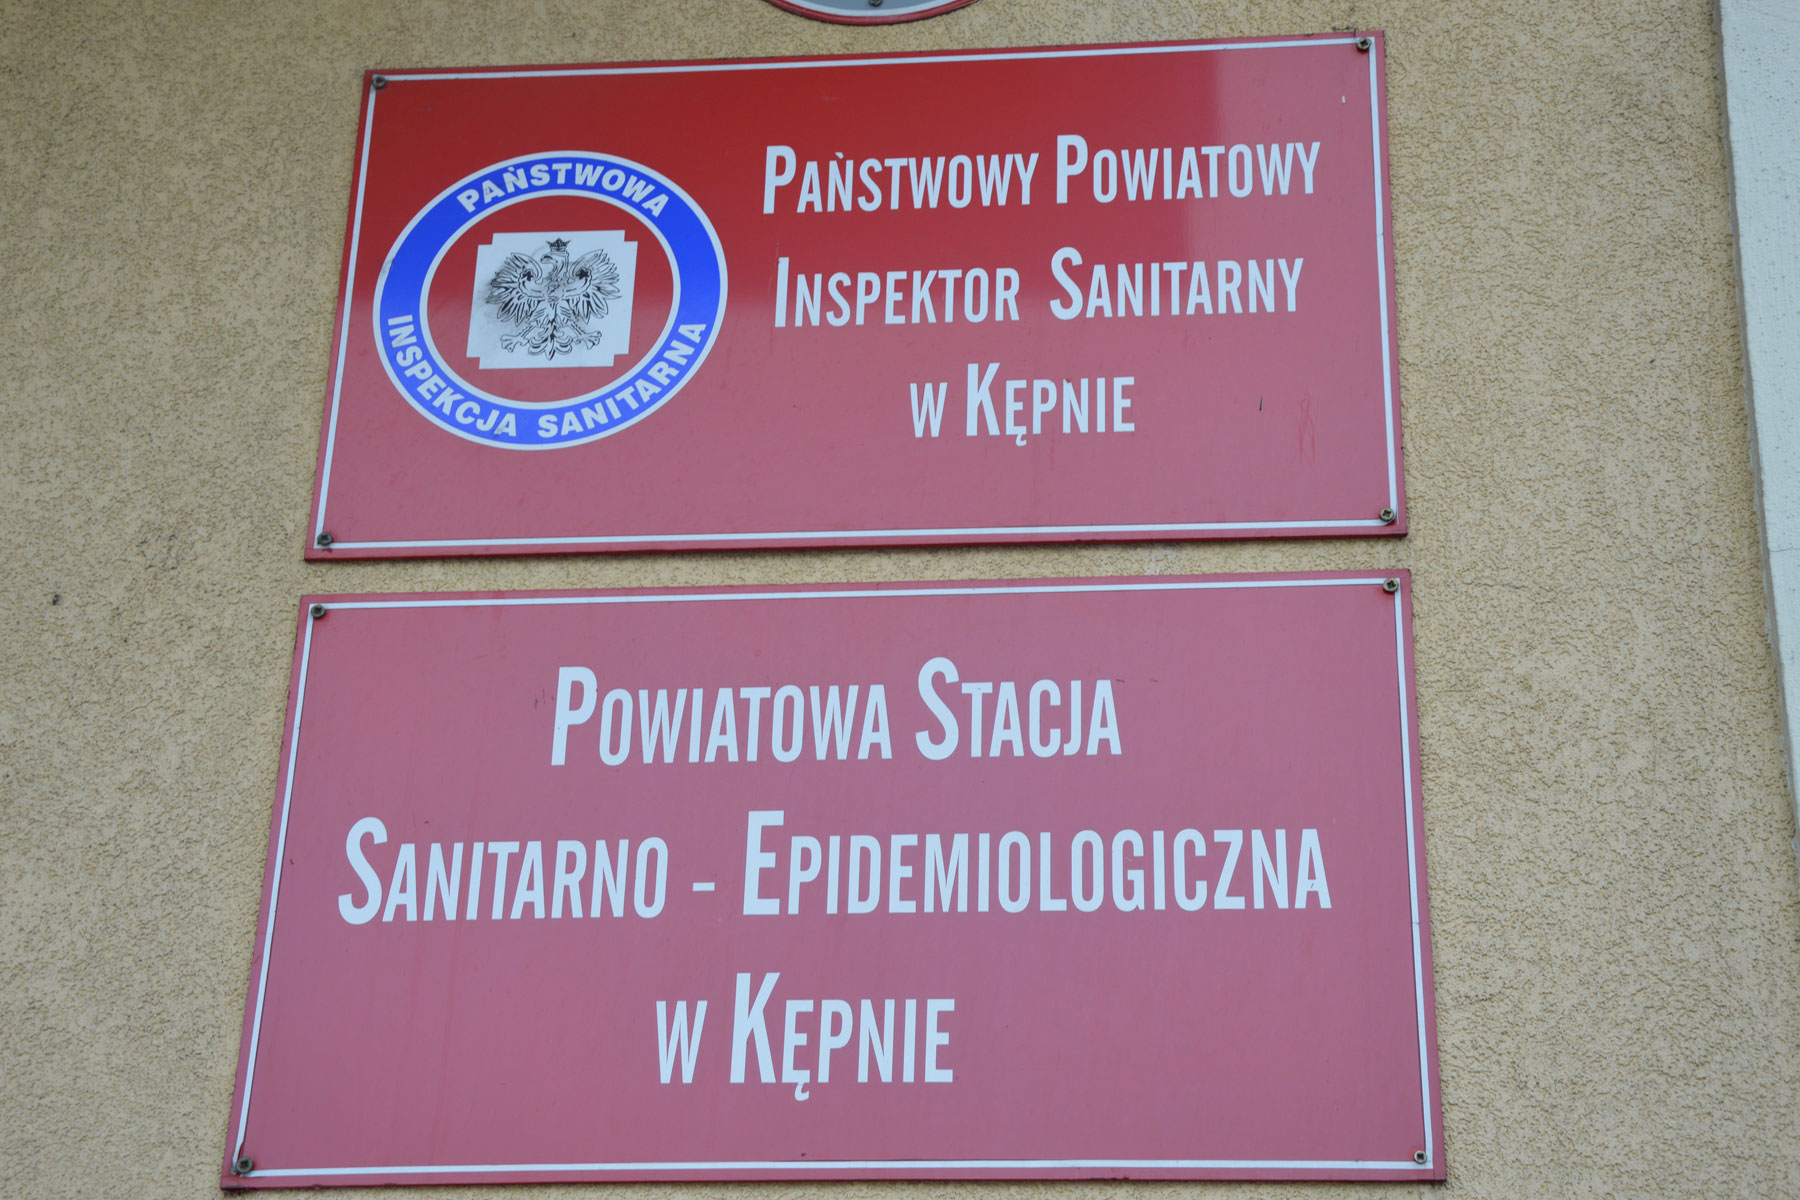 PAŃSTWOWA
INSPEKCJA SANITARNA
PAŃSTWOWY POWIATOWY
INSPEKTOR SANITARNY
W KĘPNIE
POWIATOWA STACJA
SANITARNO - EPIDEMIOLOGICZNA
W KĘPNIE